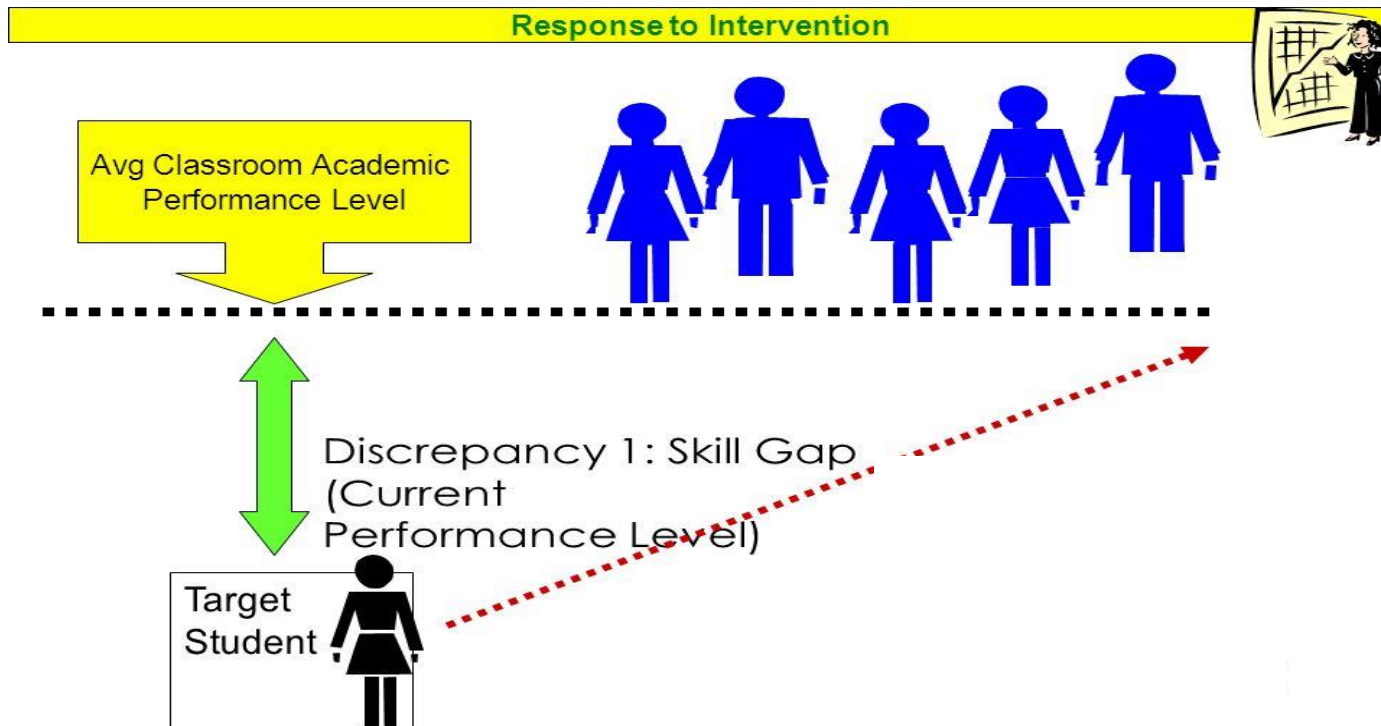 Response to Intervention
Avg Classroom Academic
Performance Level
Discrepancy 1: Skill Gap
(Current
Performance Level)
Target
Student